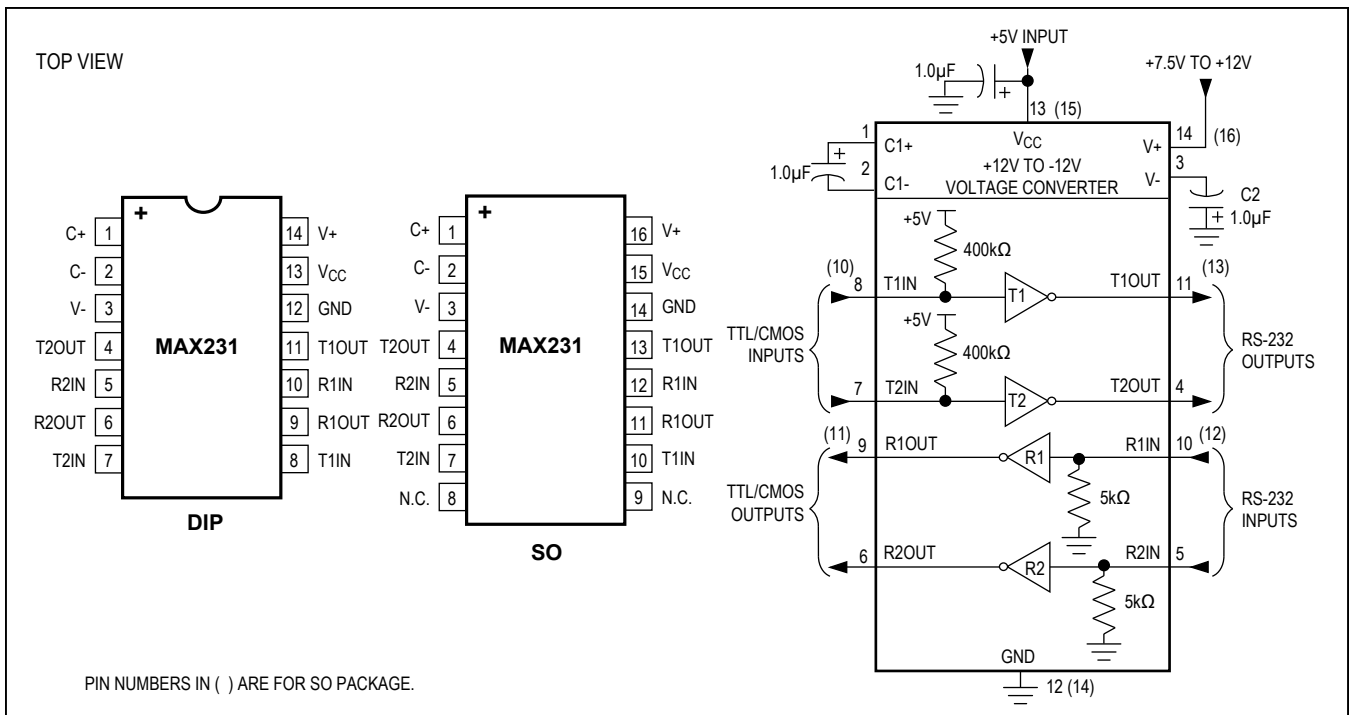 TOP VIEW
+
C+ 1
C- 2
V- 3
T2OUT 4
R2IN 5
R2OUT 6
T2IN 7
14 V+
13 VCC
12 GND
11 T1OUT
10 R1IN
9 R1OUT
8 T1IN
MAX231
DIP
+
C+ 1
C- 2
V- 3
T2OUT 4
R2IN 5
R2OUT 6
T2IN 7
N.C. 8
16 V+
15 VCC
14 GND
13 T1OUT
12 R1IN
11 R1OUT
10 T1IN
9 N.C.
MAX231
SO
+5V INPUT
1.0µF
+
13 (15)
+7.5V TO +12V
1
C1+
VCC
V+
14 (16)
1.0µF
+
2
C1-
+12V TO -12V
VOLTAGE CONVERTER
V-
3
C2
+ 1.0µF
+5V
400kΩ
(10)
8 T1IN
T1
T1OUT 11 (13)
TTL/CMOS
INPUTS
+5V
400kΩ
RS-232
OUTPUTS
7 T2IN
T2
T2OUT 4
(11)
9 R1OUT
R1
R1IN 10 (12)
TTL/CMOS
OUTPUTS
5kΩ
RS-232
INPUTS
6 R2OUT
R2
R2IN 5
5kΩ
GND
12 (14)
PIN NUMBERS IN ( ) ARE FOR SO PACKAGE.